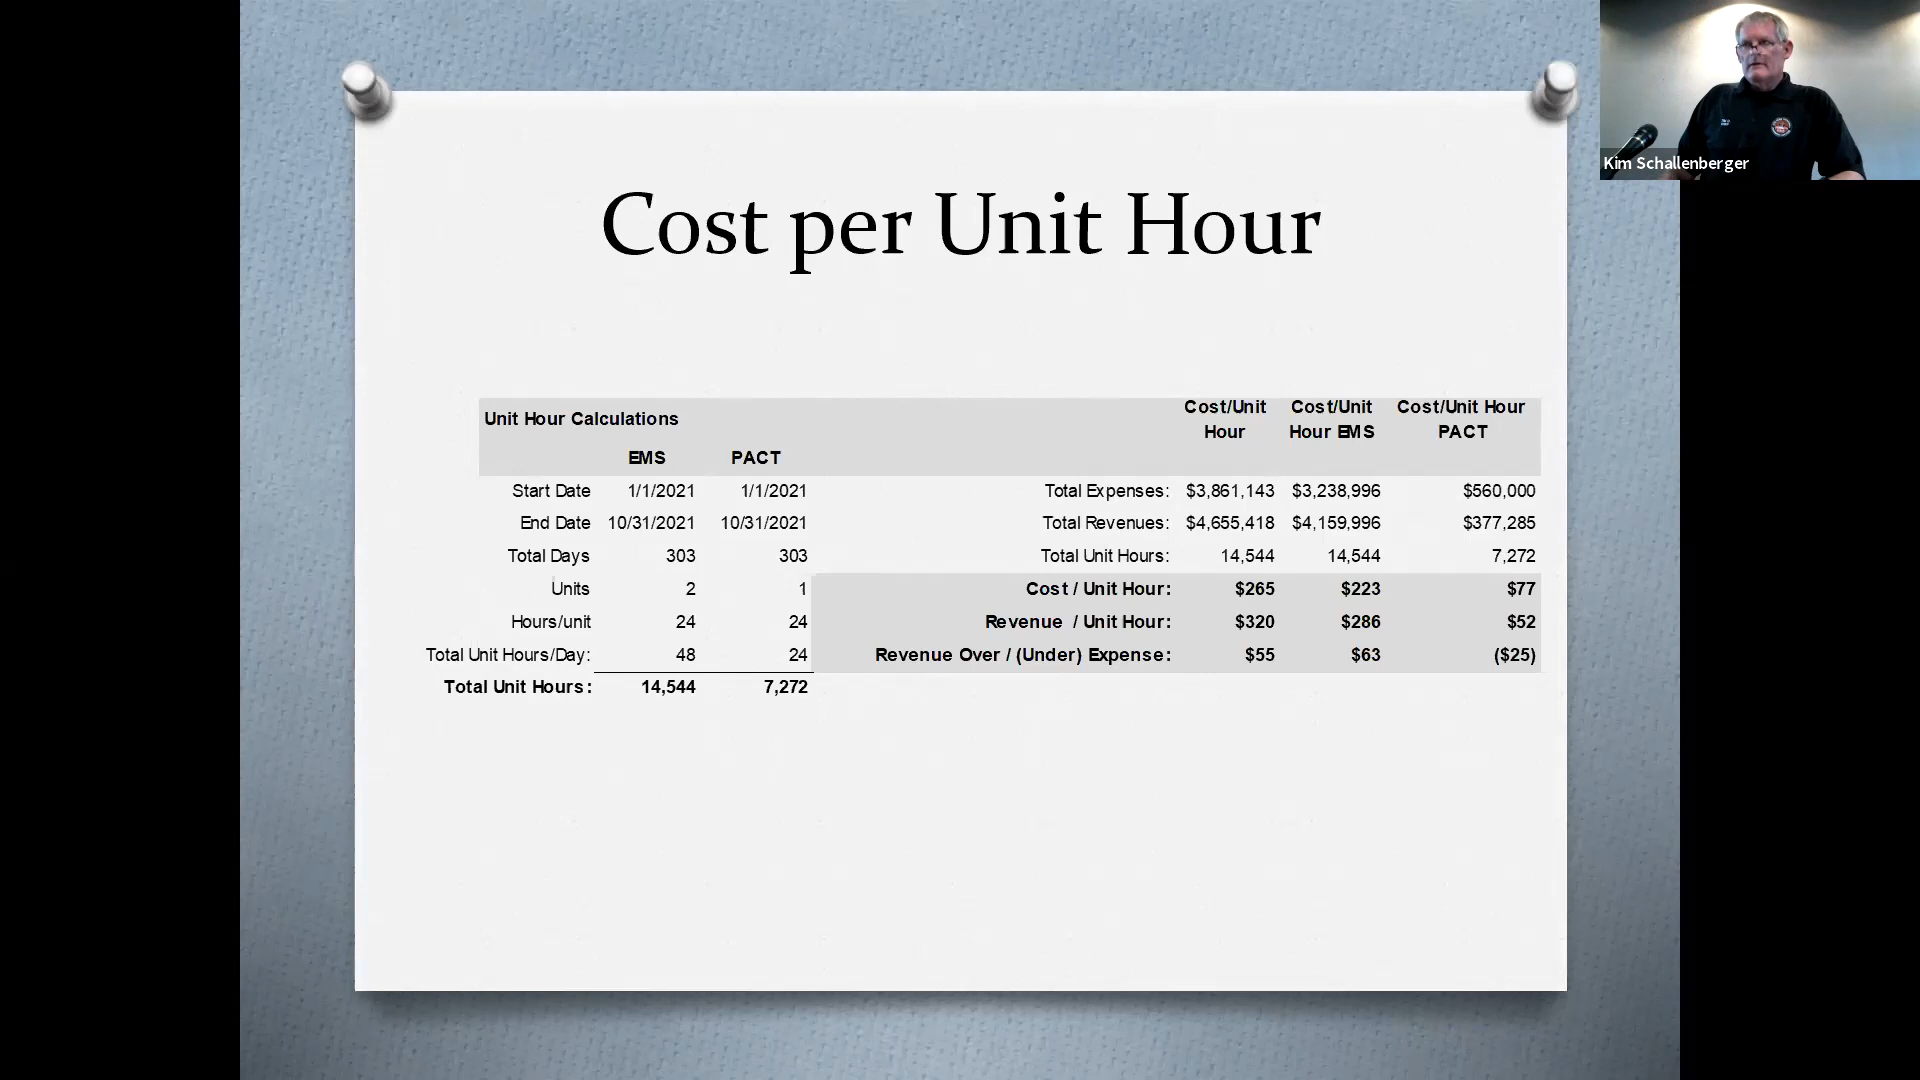 Kim Schallenberger
Cost per Unit Hour
Unit Hour Calculations
EMS PACT
Start Date 1/1/2021 1/1/2021
End Date 10/31/2021 10/31/2021
Total Days 303 303
Units 2 1
Hours/unit 24 24
Total Unit Hours/Day: 48 24
Total Unit Hours: 14,544 7,272
Cost/Unit Cost/Unit Cost/Unit Hour
Hour Hour EMS PACT
Total Expenses: $3,861,143 $3,238,996 $560,000
Total Revenues: $4,655,418 $4,159,996 $377,285
Total Unit Hours: 14,544 14,544 7,272
Cost / Unit Hour: $265 $223 $77
Revenue / Unit Hour: $320 $286 $52
Revenue Over / (Under) Expense: $55 $63 ($25)